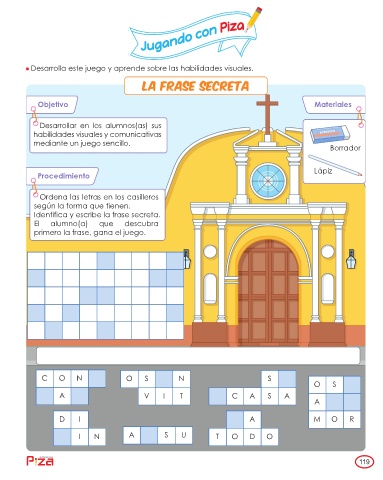 Jugando con Piza
Desarrolla este juego y aprende sobre las habilidades visuales.
LA FRASE SECRETA
Objetivo
Desarrollar en los alumnos(as) sus
habilidades visuales y comunicativas
mediante un juego sencillo.
Materiales
Borrador
Lápiz
Procedimiento
Ordena las letras en los casilleros
según la forma que tienen.
Identifica y escribe la frase secreta.
El alumno(a) que descubra
primero la frase, gana el juego.
C O N
A
O S N
V I T
S
C A S A
O S
A
M O R
D I
I N
A S U
A
T O D O
Piza
119